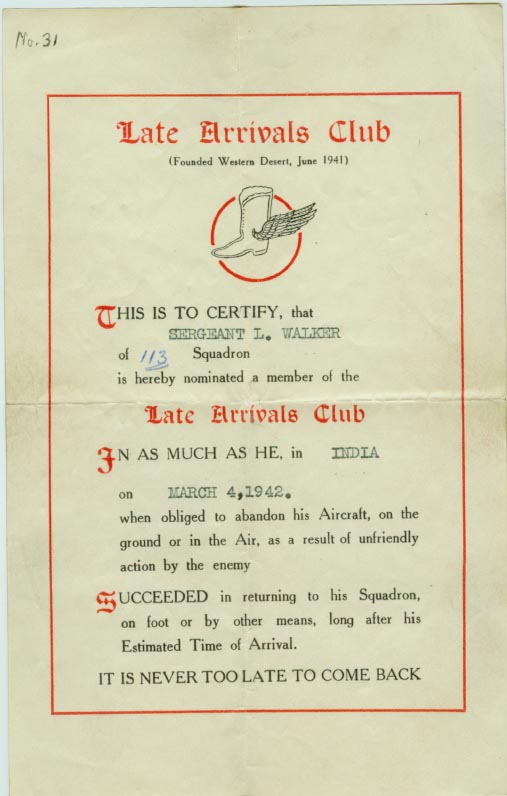 No. 31
Late Arrivals Club
(Founded Western Desert, June 1941)
THIS IS TO CERTIFY, that
SERGEANT L. WALKER
of 113 Squadron
is hereby nominated a member of the
Late Arrivals Club
IN AS MUCH AS HE, in INDIA
on MARCH 4,1942.
when obliged to abandon his Aircraft, on the
ground or in the Air, as a result of unfriendly
action by the enemy
SUCCEEDED in returning to his Squadron,
on foot or by other means, long after his
Estimated Time of Arrival.
IT IS NEVER TOO LATE TO COME BACK